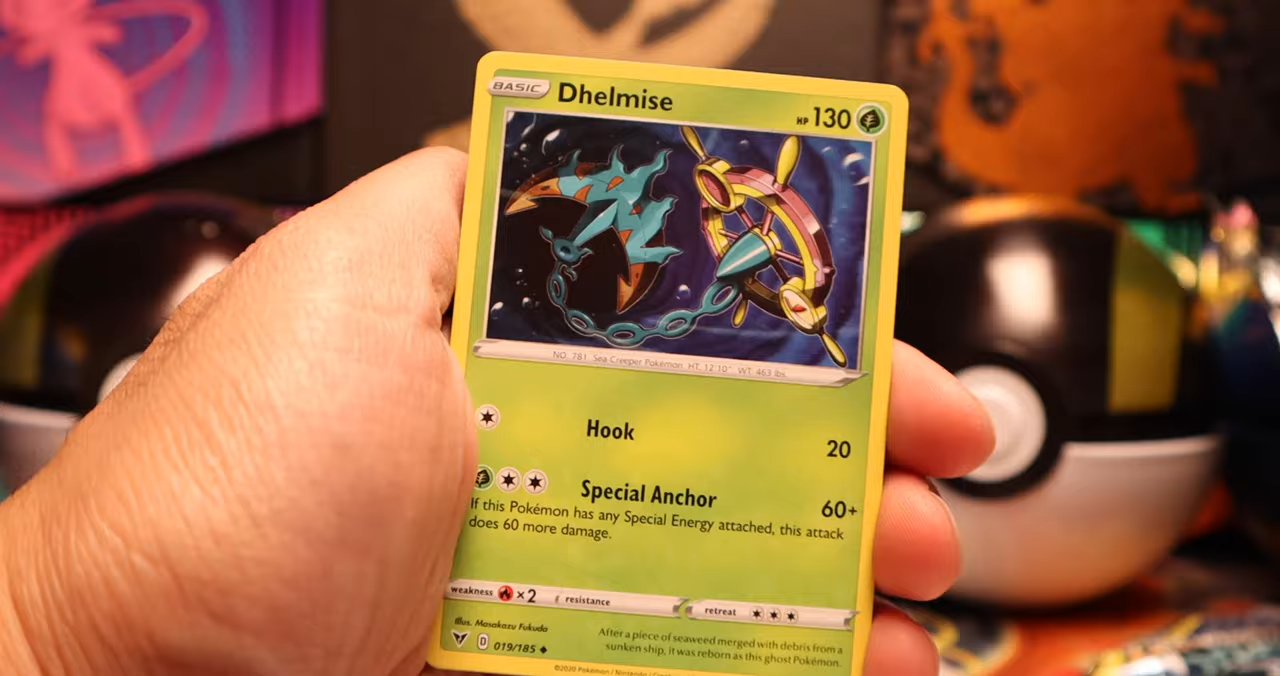 BASIC Dhelmise HP 130
NO. 781 Sea Creeper Pokémon HT. 12'10" WT. 463 lbs.
Hook 20
Special Anchor 60+
If this Pokémon has any Special Energy attached, this attack
does 60 more damage.
weakness ×2 resistance retreat
Illus. Masakazu Fukuda
D 019/185
After a piece of seaweed merged with debris from a
sunken ship, it was reborn as this ghost Pokémon.
©2020 Pokémon / Nintendo